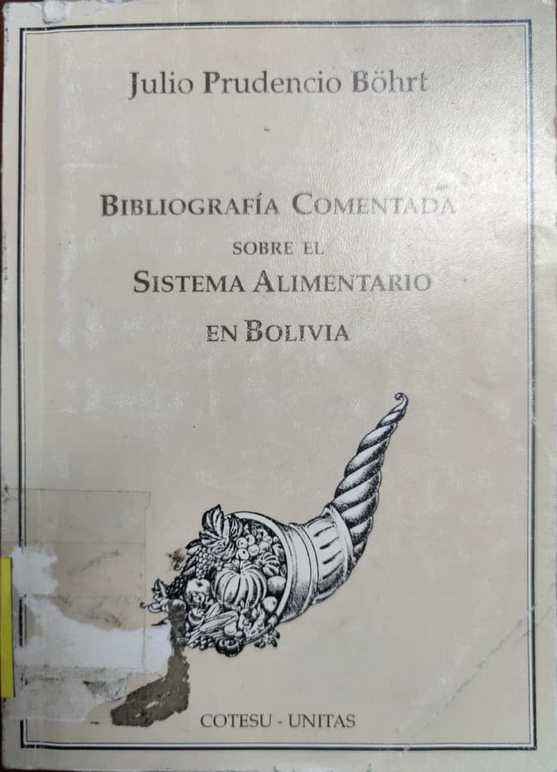 Julio Prudencio Böhrt
BIBLIOGRAFÍA COMENTADA
SOBRE EL
SISTEMA ALIMENTARIO
EN BOLIVIA
COTESU - UNITAS